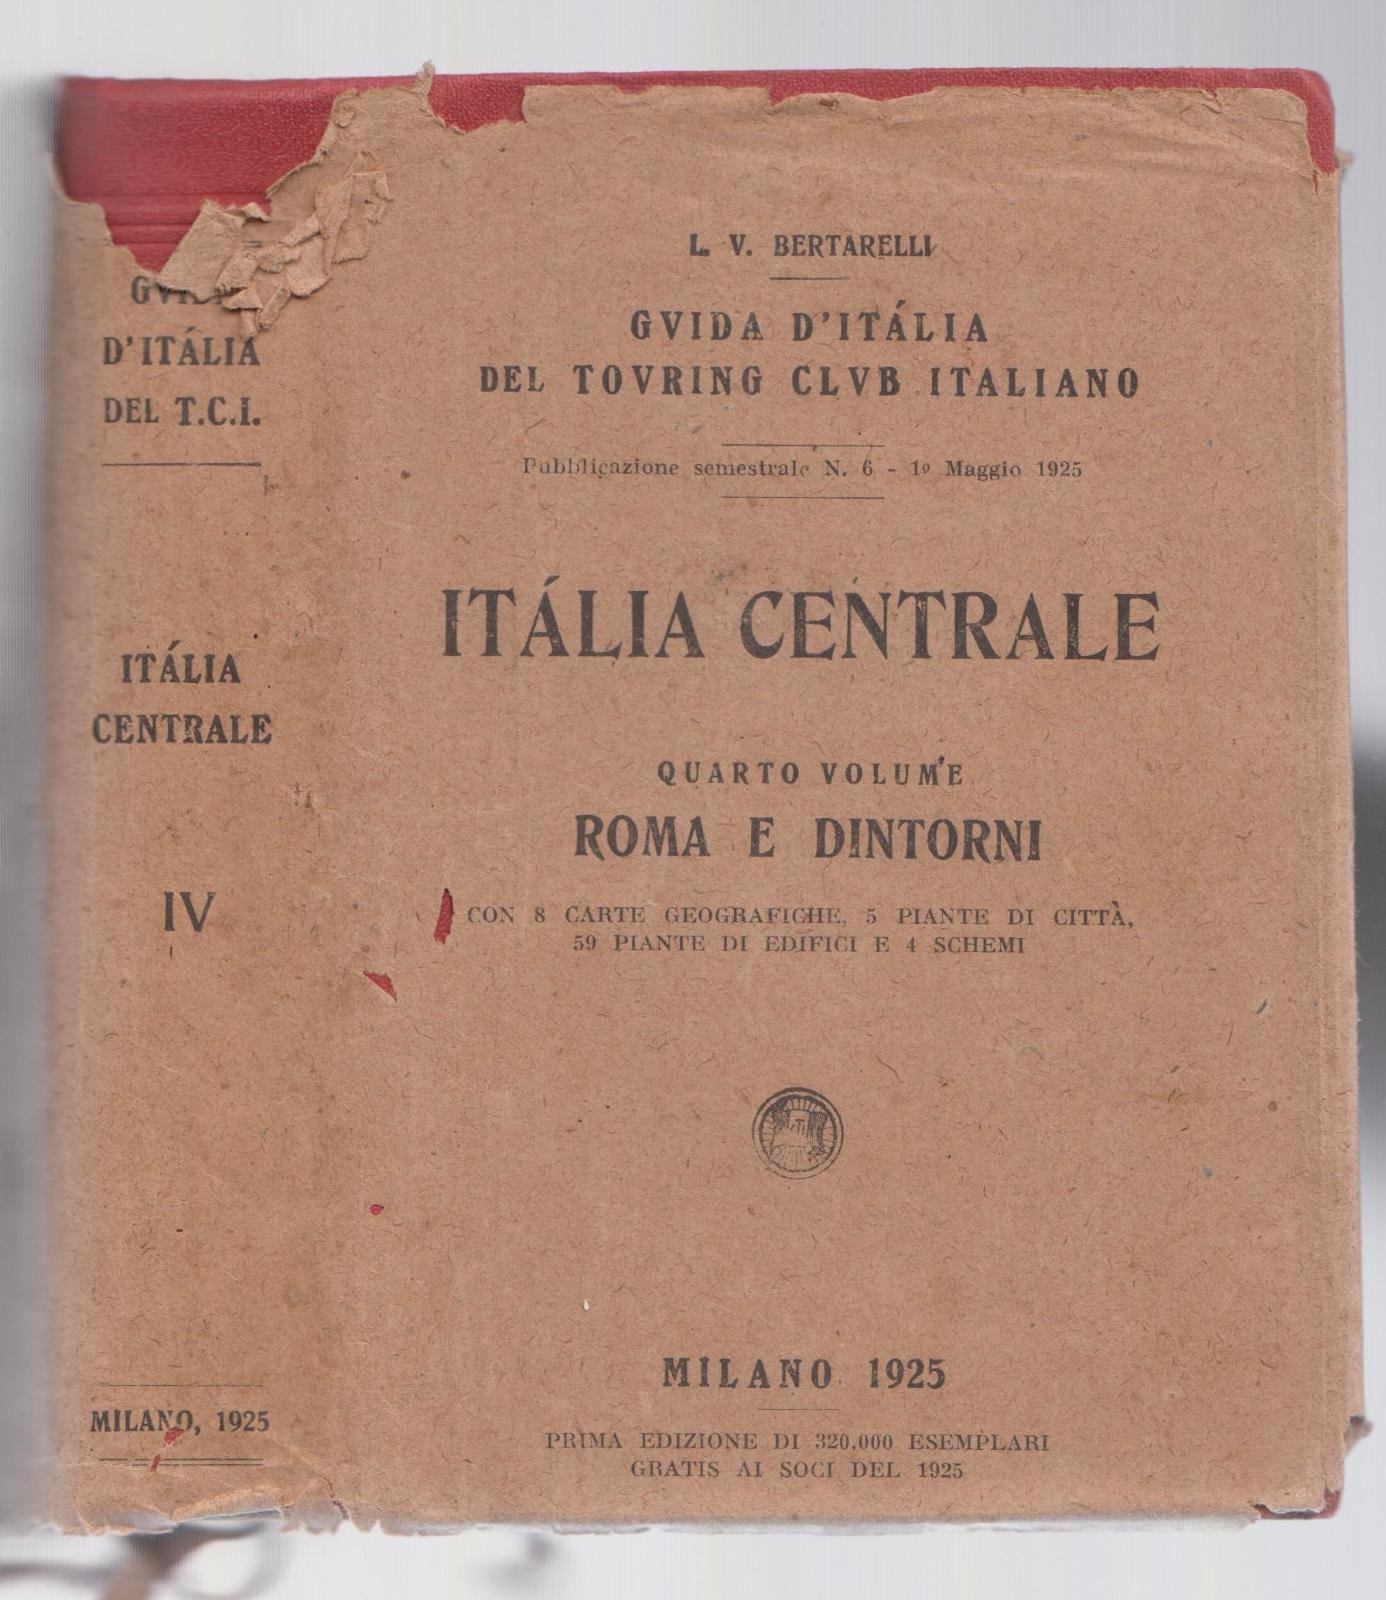 GVIDA
D'ITÁLIA
DEL T.C.I.
ITÁLIA
CENTRALE
IV
MILANO, 1925
L. V. BERTARELLI
GVIDA D'ITÁLIA
DEL TOVRING CLVB ITALIANO
Pubblicazione semestrale N. 6 - 1º Maggio 1925
ITÁLIA CENTRALE
QUARTO VOLUME
ROMA E DINTORNI
CON 8 CARTE GEOGRAFICHE, 5 PIANTE DI CITTÀ,
59 PIANTE DI EDIFICI E 4 SCHEMI
MILANO 1925
PRIMA EDIZIONE DI 320.000 ESEMPLARI
GRATIS AI SOCI DEL 1925